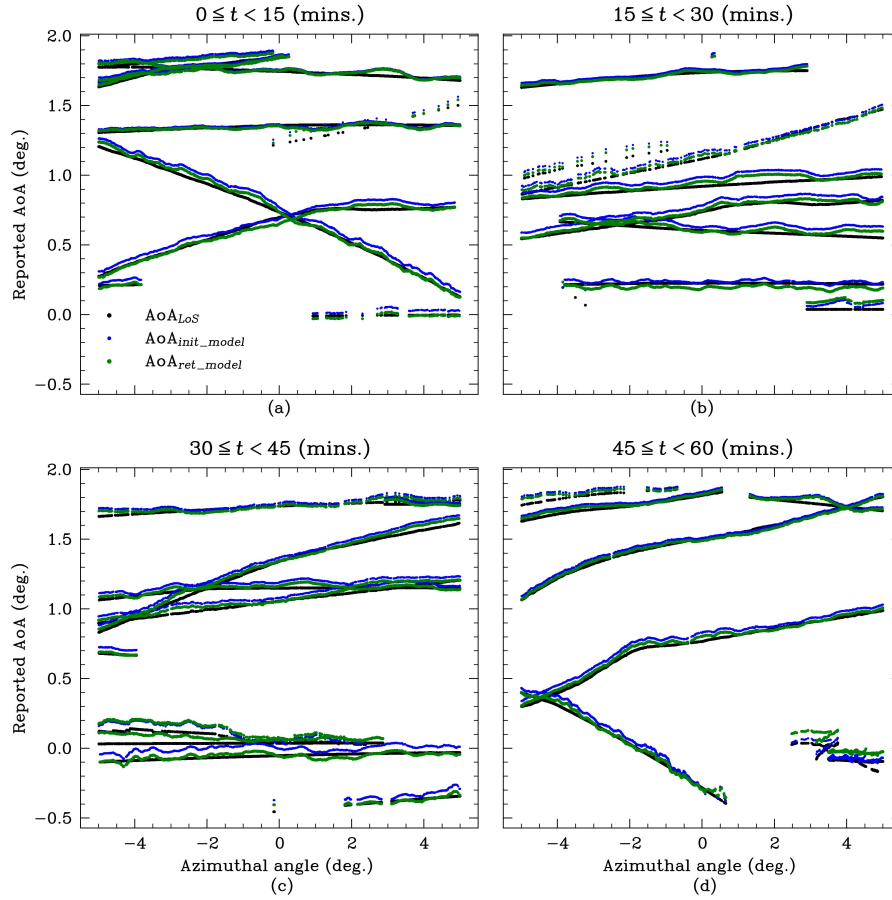 0 ≦ t < 15 (mins.)
15 ≦ t < 30 (mins.)
Reported AoA (deg.)
2.0
1.5
1.0
0.5
0.0
−0.5
AoA_LoS
AoA_init_model
AoA_ret_model
(a)
(b)
30 ≦ t < 45 (mins.)
45 ≦ t < 60 (mins.)
Reported AoA (deg.)
2.0
1.5
1.0
0.5
0.0
−0.5
−4 −2 0 2 4
−4 −2 0 2 4
Azimuthal angle (deg.)
Azimuthal angle (deg.)
(c)
(d)